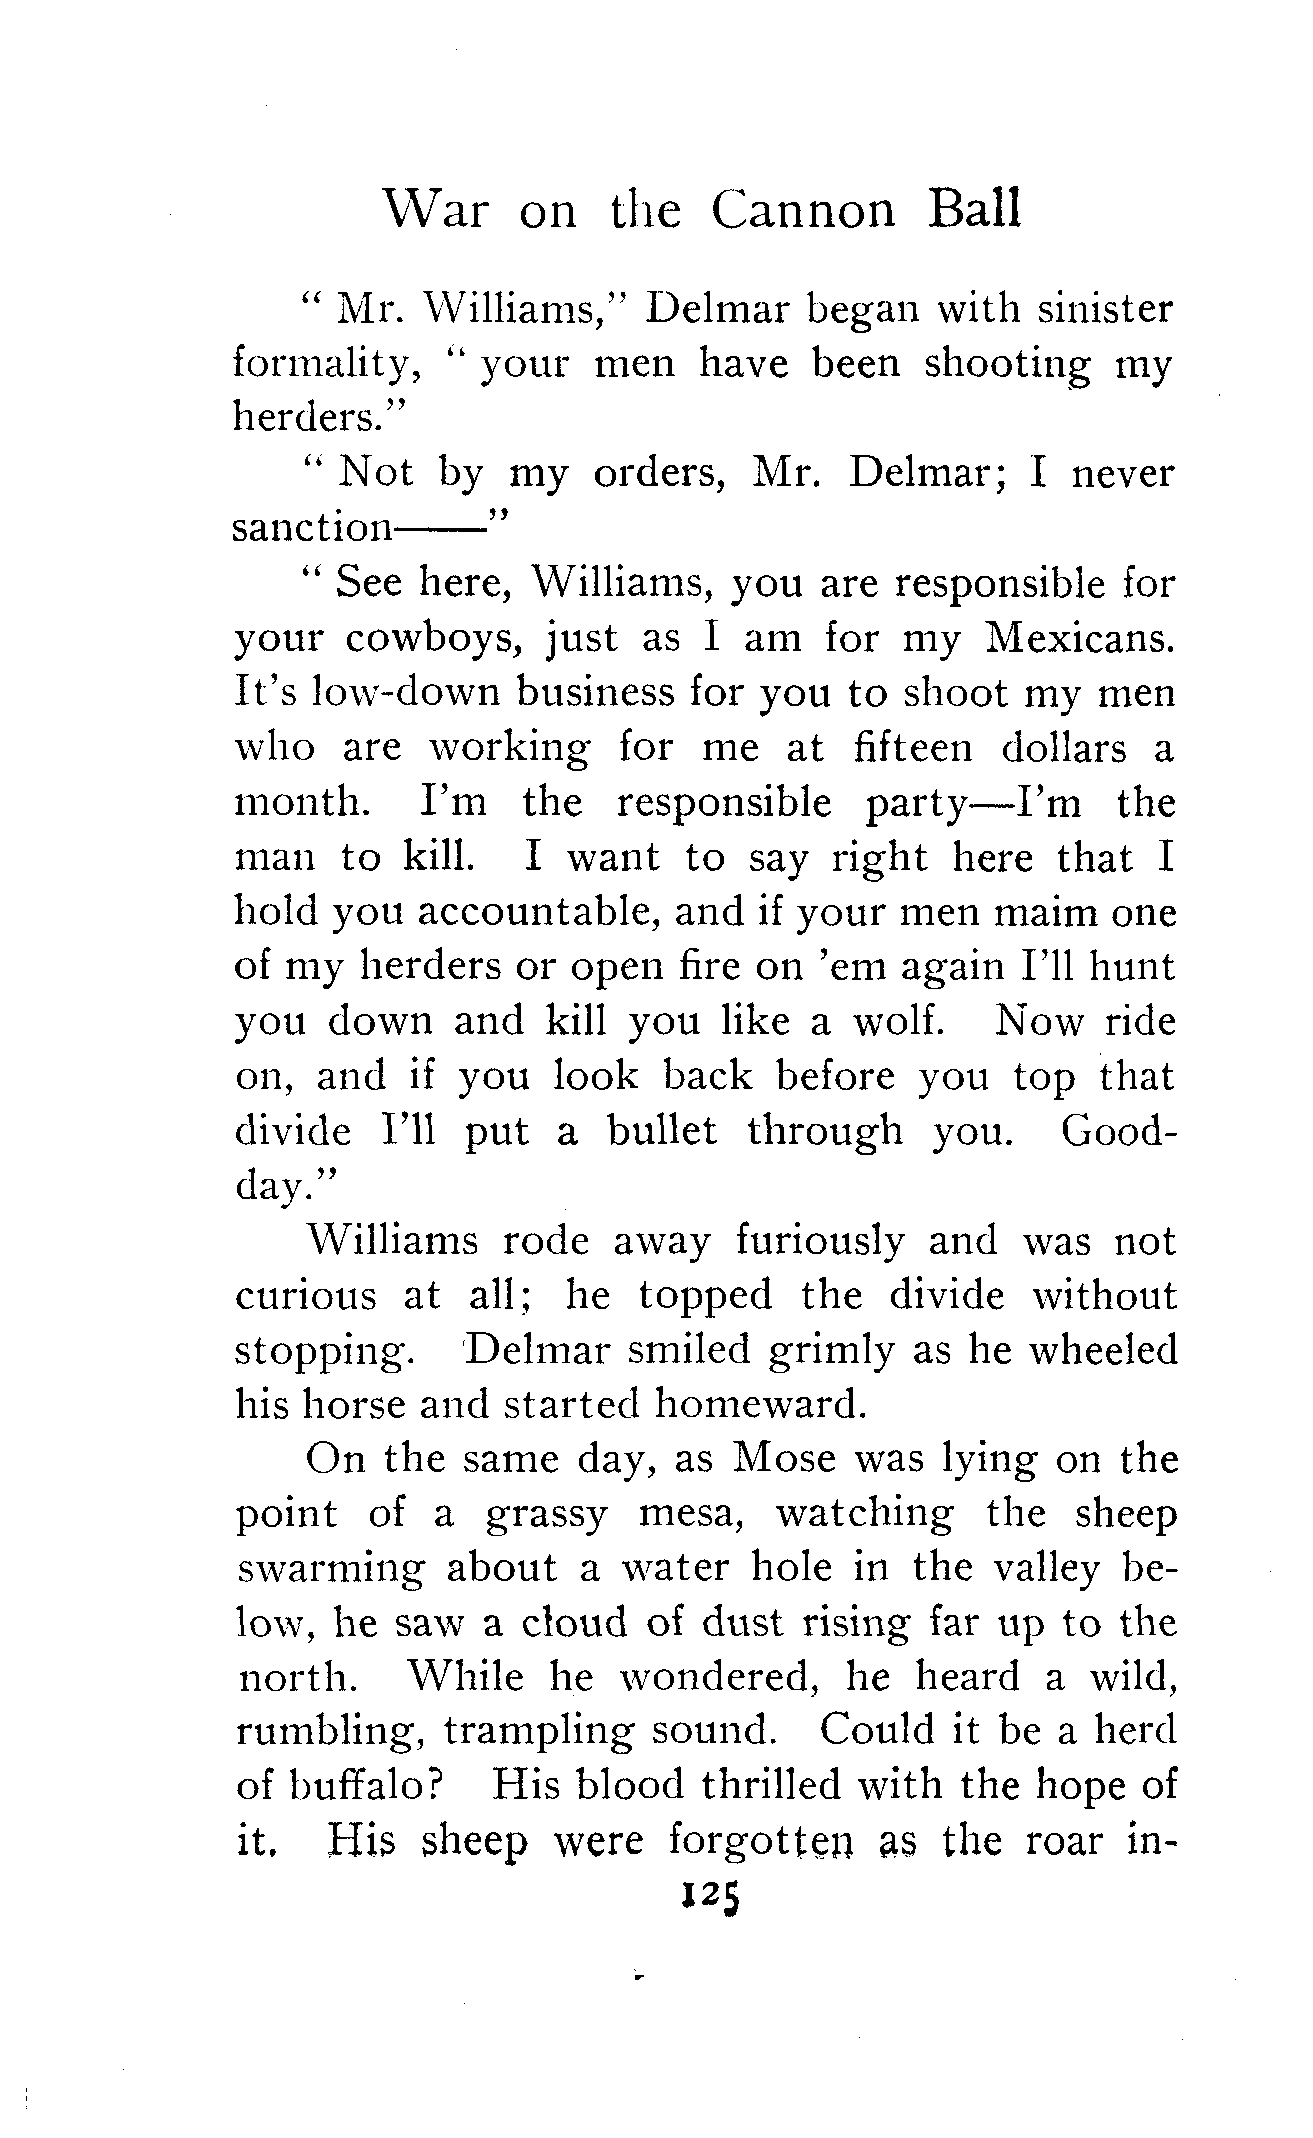 War on the Cannon Ball
“ Mr. Williams,” Delmar began with sinister
formality, “ your men have been shooting my
herders.”
“ Not by my orders, Mr. Delmar; I never
sanction——”
“ See here, Williams, you are responsible for
your cowboys, just as I am for my Mexicans.
It’s low-down business for you to shoot my men
who are working for me at fifteen dollars a
month. I’m the responsible party—I’m the
man to kill. I want to say right here that I
hold you accountable, and if your men maim one
of my herders or open fire on ’em again I’ll hunt
you down and kill you like a wolf. Now ride
on, and if you look back before you top that
divide I’ll put a bullet through you. Good-
day.”
Williams rode away furiously and was not
curious at all; he topped the divide without
stopping. Delmar smiled grimly as he wheeled
his horse and started homeward.
On the same day, as Mose was lying on the
point of a grassy mesa, watching the sheep
swarming about a water hole in the valley be-
low, he saw a cloud of dust rising far up to the
north. While he wondered, he heard a wild,
rumbling, trampling sound. Could it be a herd
of buffalo? His blood thrilled with the hope of
it. His sheep were forgotten as the roar in-
125